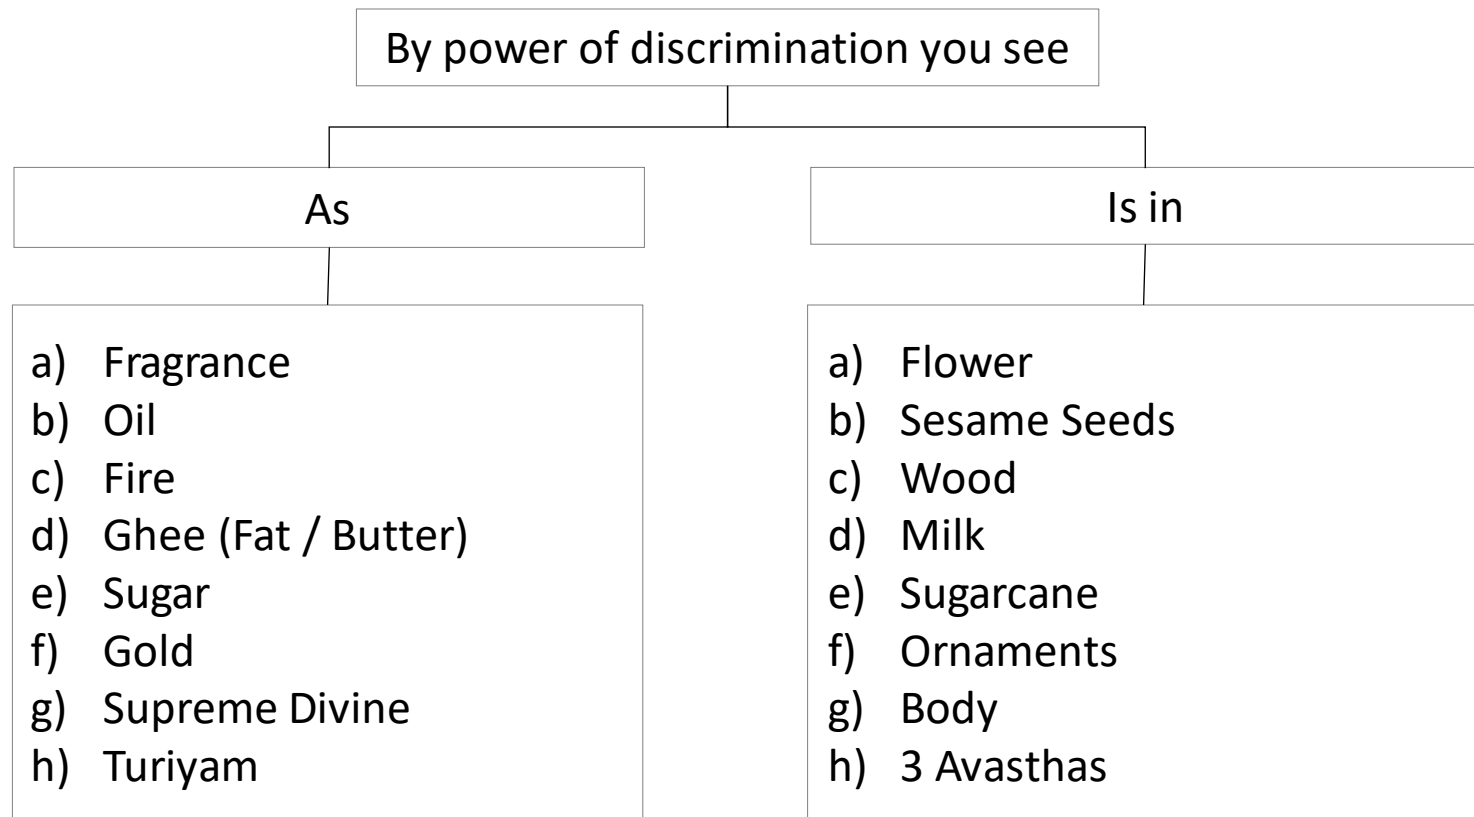 By power of discrimination you see
As
Is in
a) Fragrance
b) Oil
c) Fire
d) Ghee (Fat / Butter)
e) Sugar
f) Gold
g) Supreme Divine
h) Turiyam
a) Flower
b) Sesame Seeds
c) Wood
d) Milk
e) Sugarcane
f) Ornaments
g) Body
h) 3 Avasthas